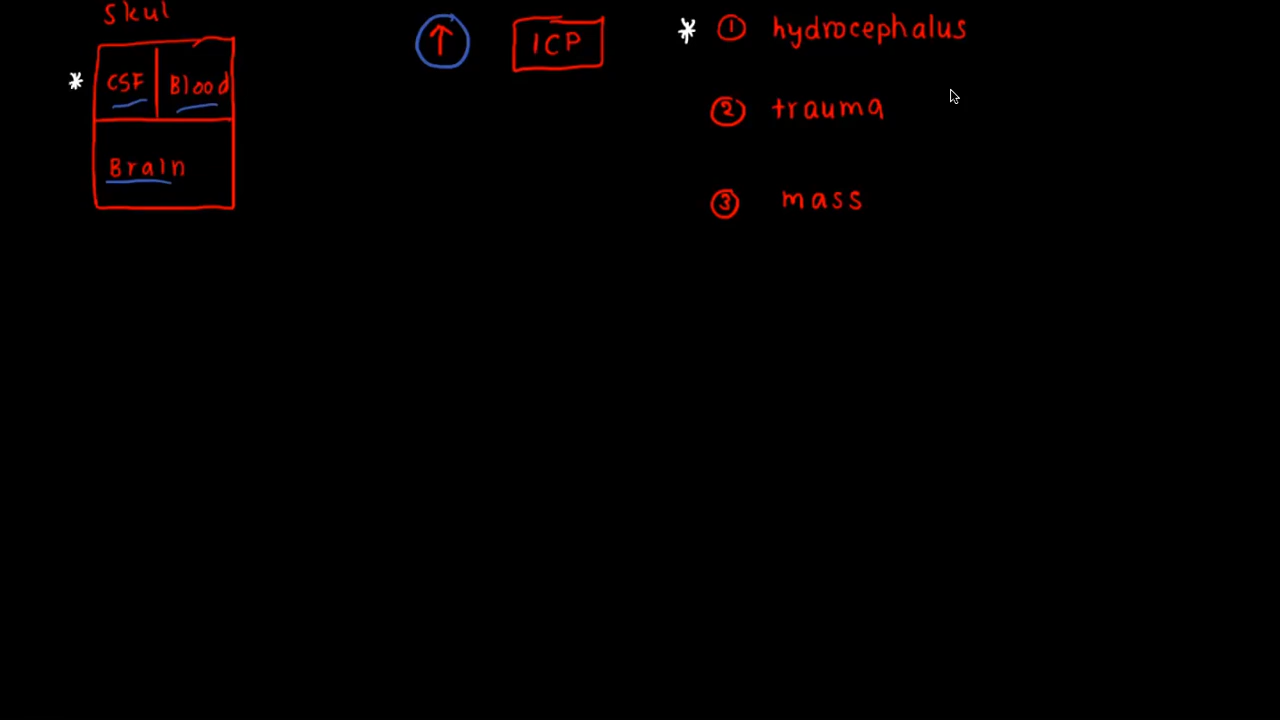 Skul
CSF Blood
Brain
↑ ICP
* ① hydrocephalus
② trauma
③ mass
*